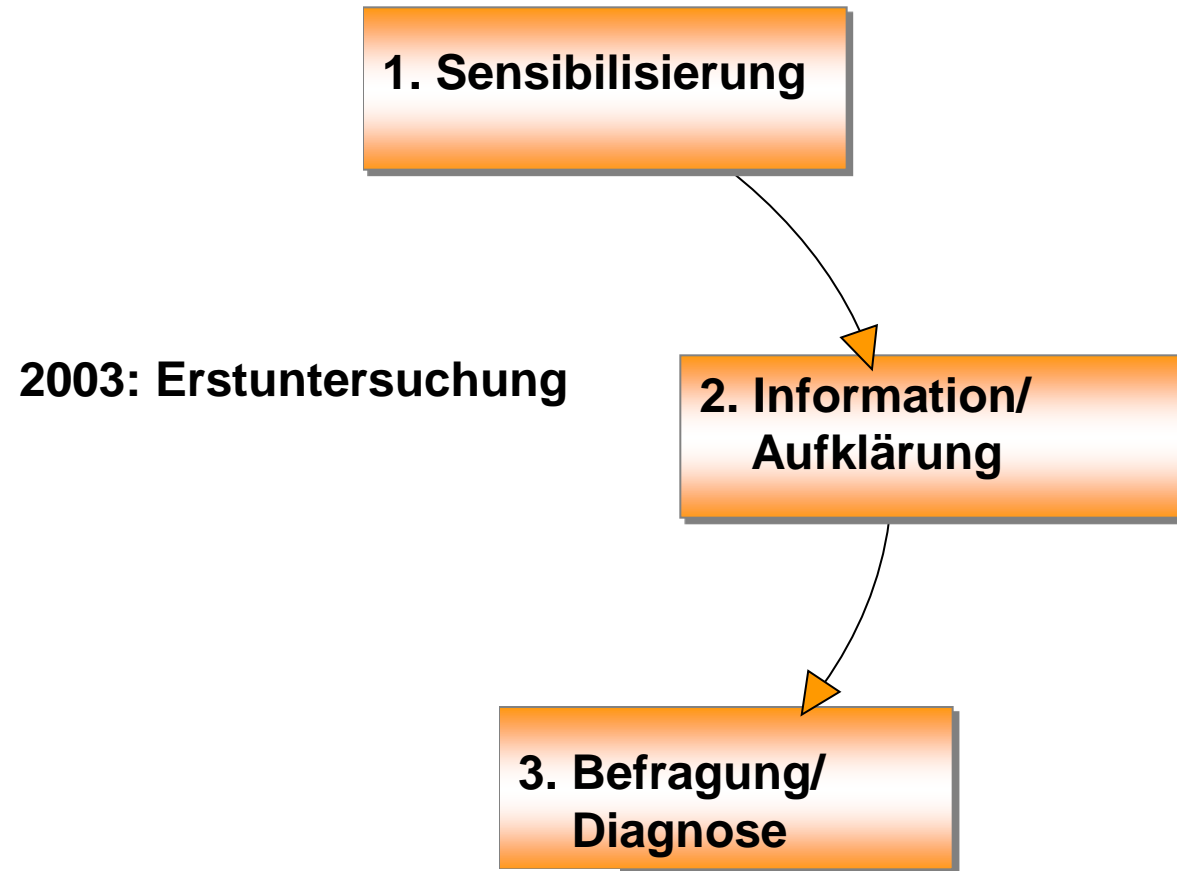 1. Sensibilisierung
2003: Erstuntersuchung
2. Information/
Aufklärung
3. Befragung/
Diagnose